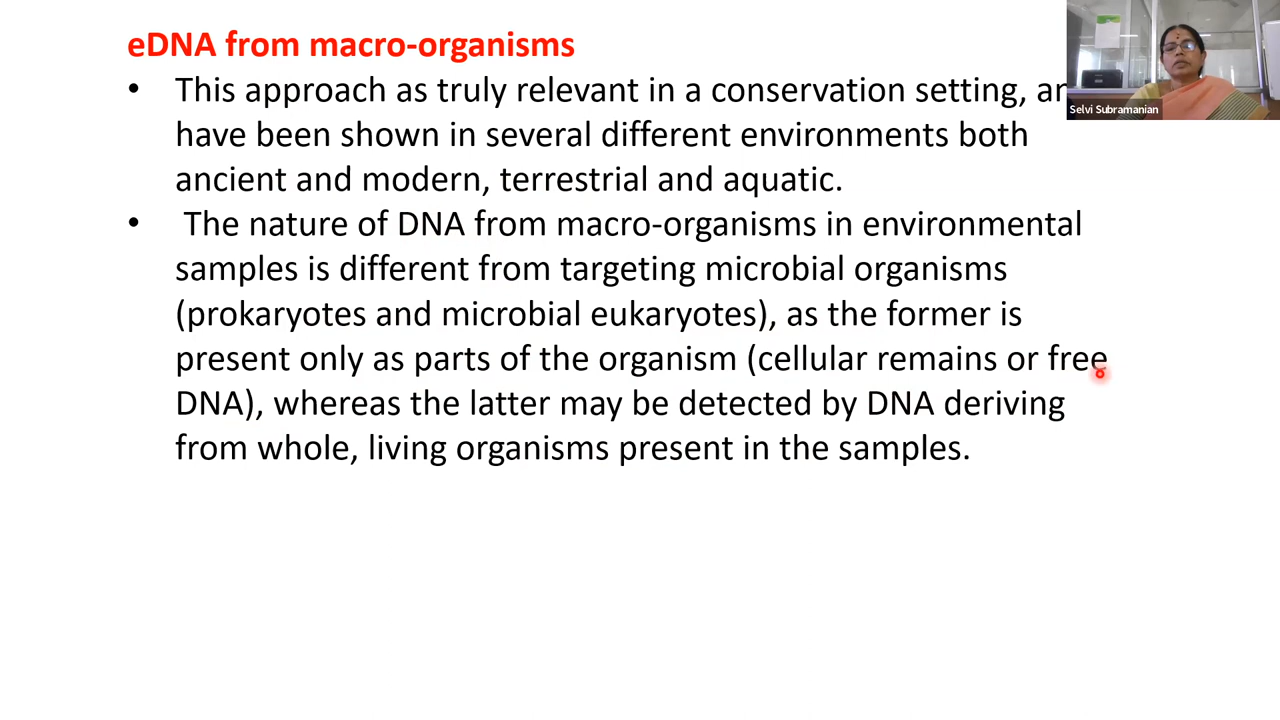 eDNA from macro-organisms
• This approach as truly relevant in a conservation setting,
have been shown in several different environments both
ancient and modern, terrestrial and aquatic.
• The nature of DNA from macro-organisms in environmental
samples is different from targeting microbial organisms
(prokaryotes and microbial eukaryotes), as the former is
present only as parts of the organism (cellular remains or free
DNA), whereas the latter may be detected by DNA deriving
from whole, living organisms present in the samples.
Selvi Subramanian